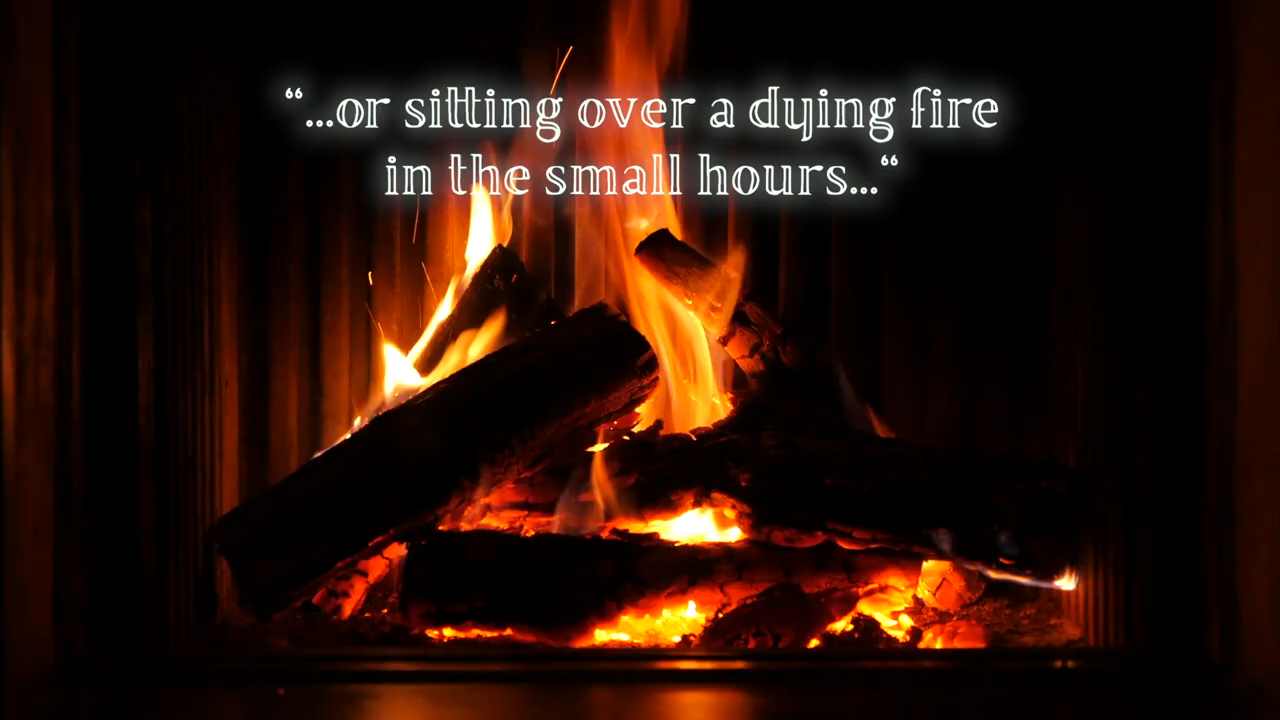 “...or sitting over a dying fire
in the small hours...“